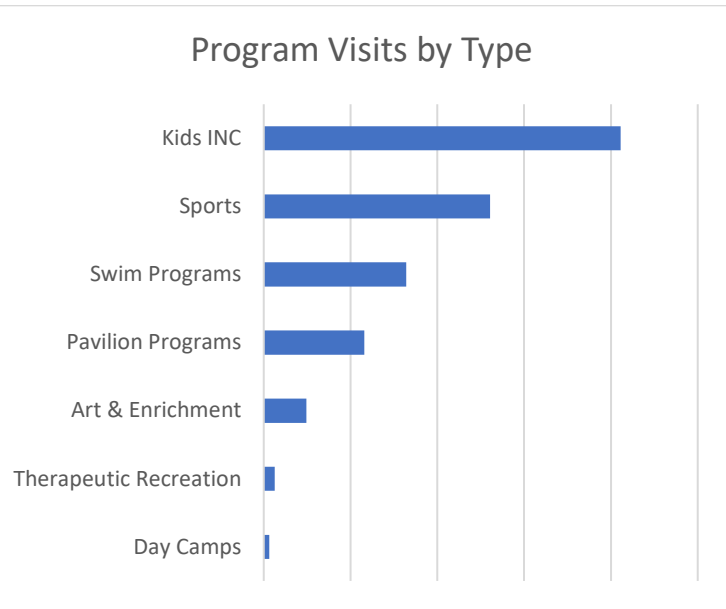 Program Visits by Type
Kids INC
Sports
Swim Programs
Pavilion Programs
Art & Enrichment
Therapeutic Recreation
Day Camps